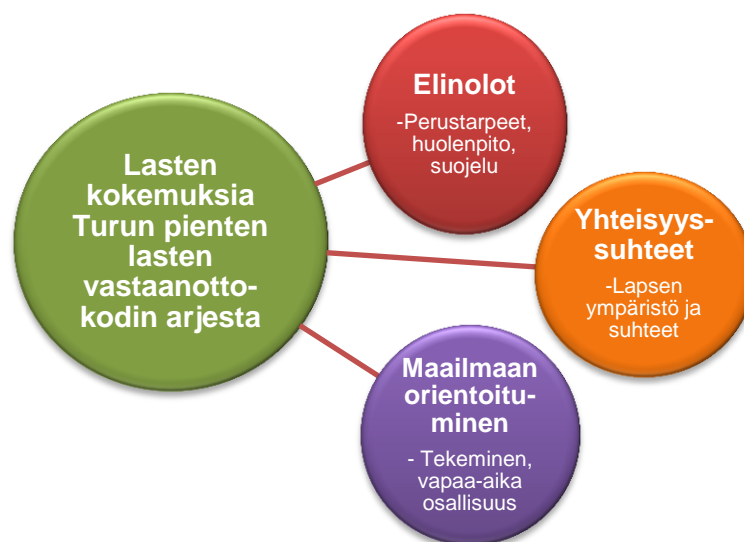 Lasten
kokemuksia
Turun pienten
lasten
vastaanotto-
kodin arjesta
Elinolot
-Perustarpeet,
huolenpito,
suojelu
Yhteisyys-
suhteet
-Lapsen
ympäristö ja
suhteet
Maailmaan
orientoitu-
minen
- Tekeminen,
vapaa-aika
osallisuus